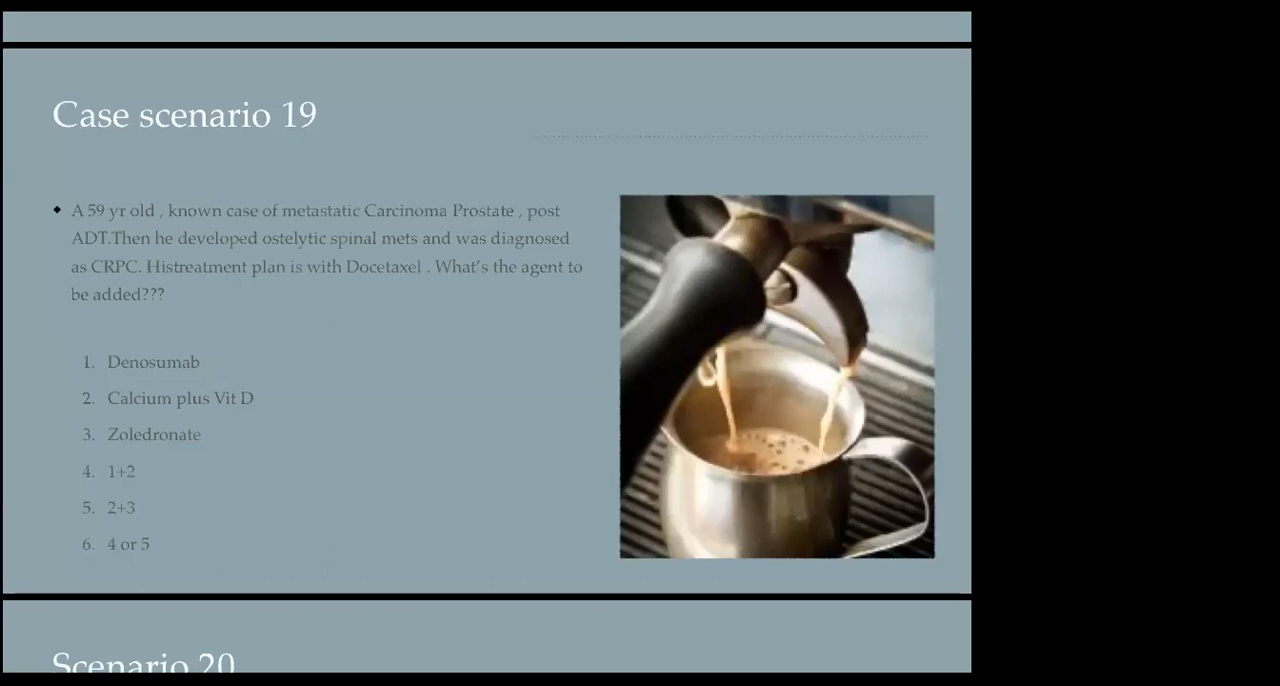 Case scenario 19
A 59 yr old , known case of metastatic Carcinoma Prostate , post
ADT.Then he developed ostelytic spinal mets and was diagnosed
as CRPC. Histreatment plan is with Docetaxel . What's the agent to
be added???
1. Denosumab
2. Calcium plus Vit D
3. Zoledronate
4. 1+2
5. 2+3
6. 4 or 5
Scenario 20